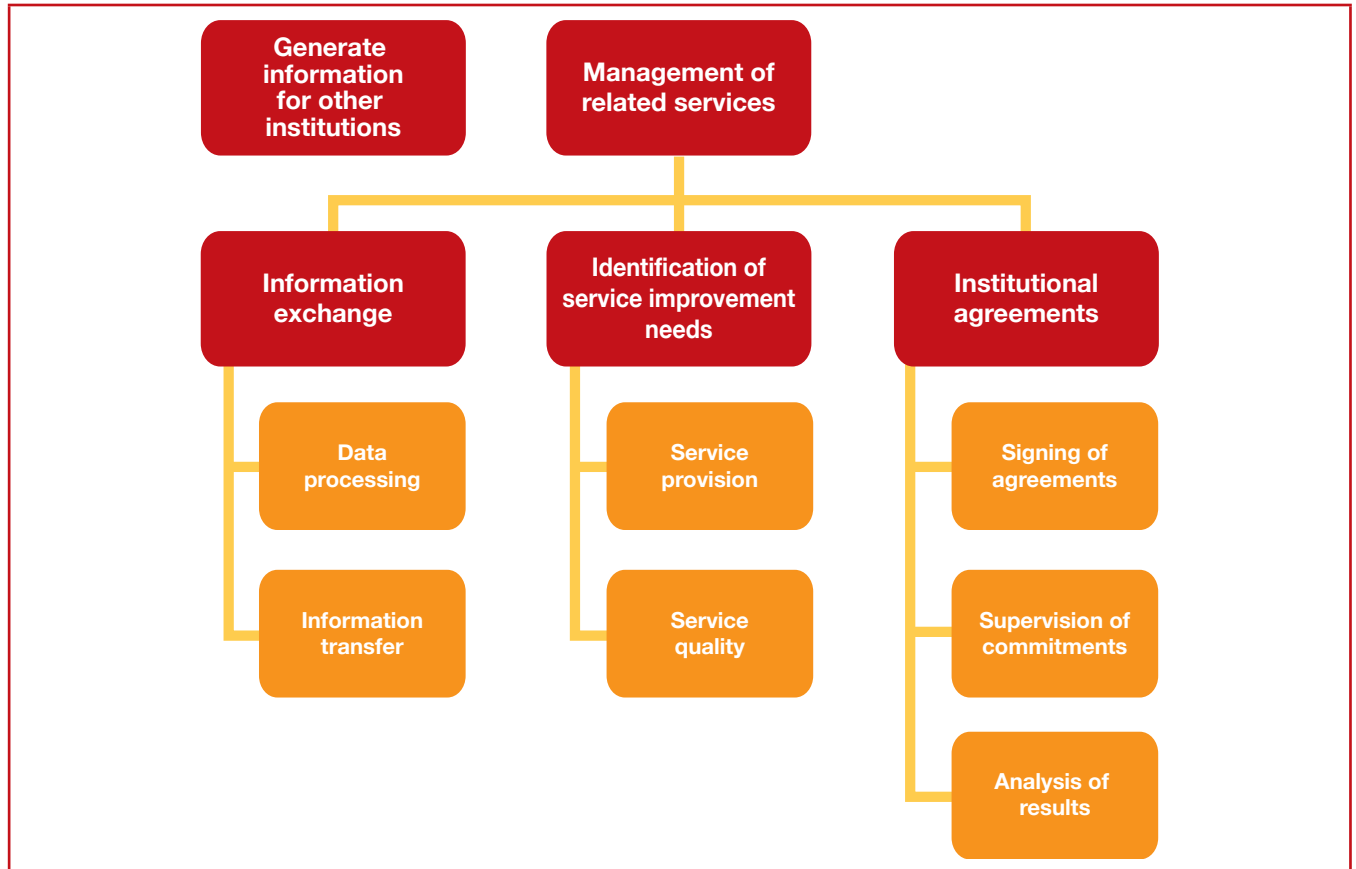 Generate
information
for other
institutions
Management of
related services
Information
exchange
Identification of
service improvement
needs
Institutional
agreements
Data
processing
Service
provision
Signing of
agreements
Information
transfer
Service
quality
Supervision of
commitments
Analysis of
results